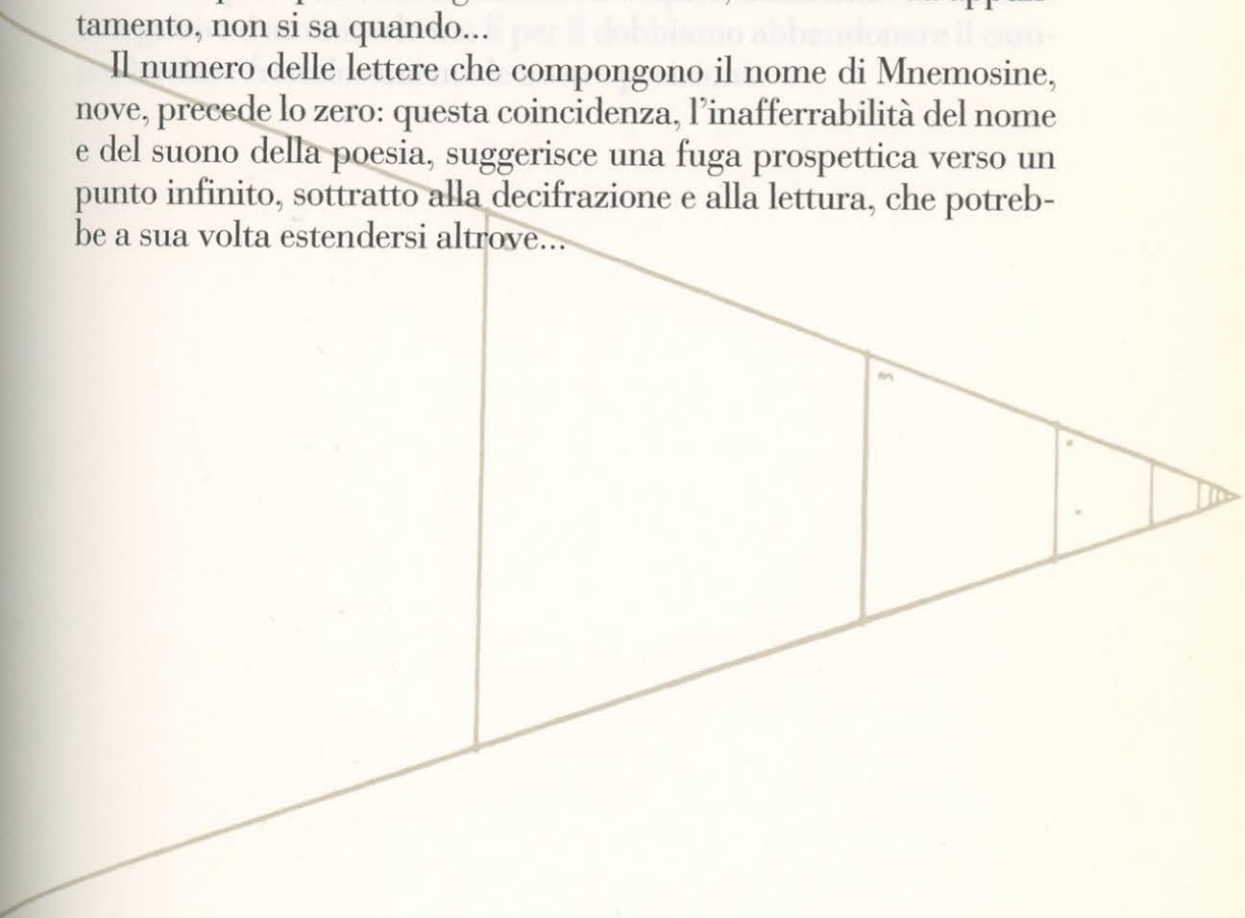 tamento, non si sa quando...
Il numero delle lettere che compongono il nome di Mnemosine,
nove, precede lo zero: questa coincidenza, l'inafferrabilità del nome
e del suono della poesia, suggerisce una fuga prospettica verso un
punto infinito, sottratto alla decifrazione e alla lettura, che potreb-
be a sua volta estendersi altrove...